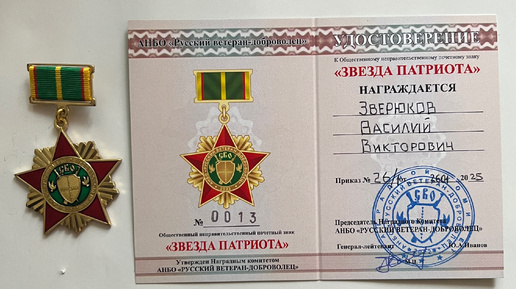 АНБО «Русский ветеран-доброволец»
№ 0013
Общественный неправительственный почетный знак
"ЗВЕЗДА ПАТРИОТА"
Утвержден Наградным комитетом
АНБО «РУССКИЙ ВЕТЕРАН-ДОБРОВОЛЕЦ»
УДОСТОВЕРЕНИЕ
К Общественному неправительственному почетному знаку
«ЗВЕЗДА ПАТРИОТА»
НАГРАЖДАЕТСЯ
ЗВЕРЮКОВ
ВАСИЛИЙ
ВИКТОРОВИЧ
Приказ №
2025
Председатель Наградного Комитета
АНБО «РУССКИЙ ВЕТЕРАН-ДОБРОВОЛЕЦ»
Генерал-лейтенант Ю.А.Иванов
СВО
СВО